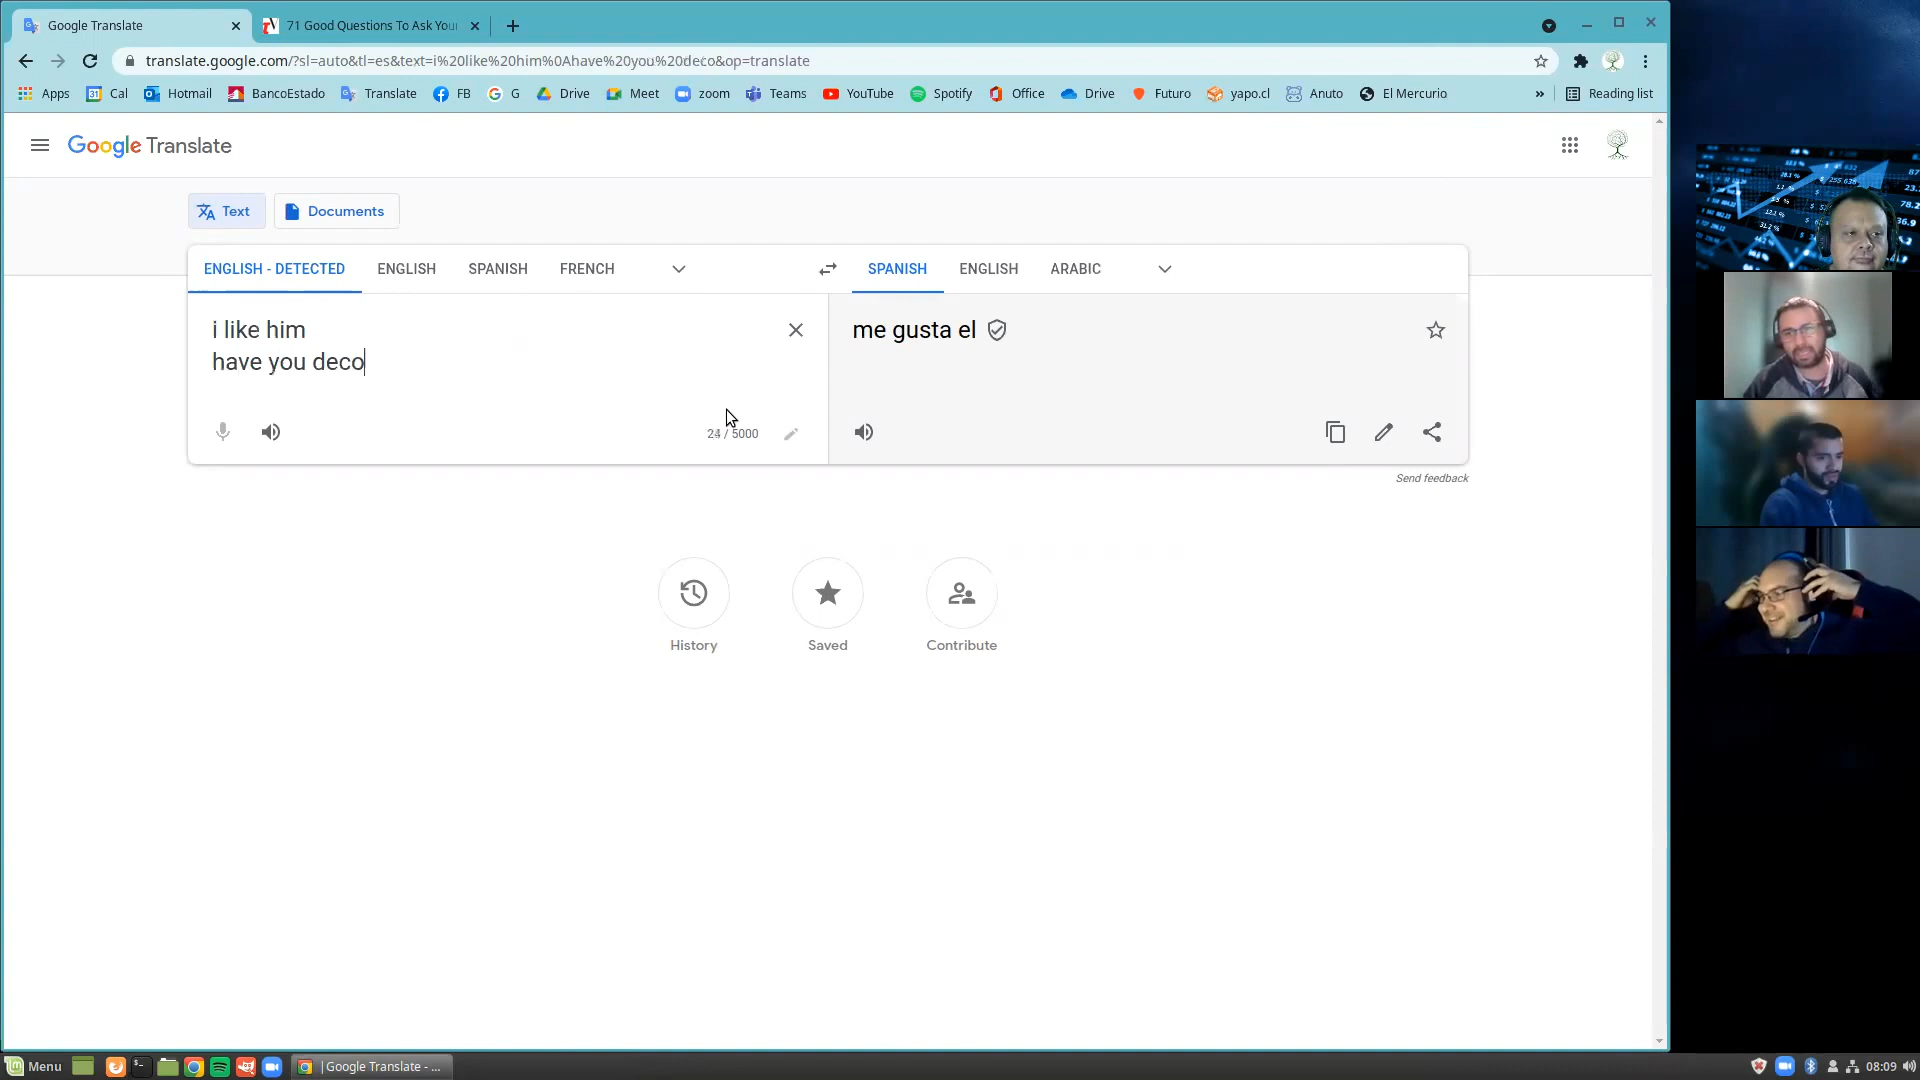 Google Translate
71 Good Questions To Ask You
translate.google.com/?sl=auto&tl=es&text=i%20like%20him%0Ahave%20you%20deco&op=translate
Apps
Cal
Hotmail
BancoEstado
Translate
FB
G
Drive
Meet
zoom
Teams
YouTube
Spotify
Office
Drive
Futuro
yapo.cl
Anuto
El Mercurio
»
Reading list
Google Translate
Text
Documents
ENGLISH - DETECTED
ENGLISH
SPANISH
FRENCH
SPANISH
ENGLISH
ARABIC
i like him
have you deco
me gusta el
24 / 5000
Send feedback
History
Saved
Contribute
Menu
Google Translate - ...
08:09